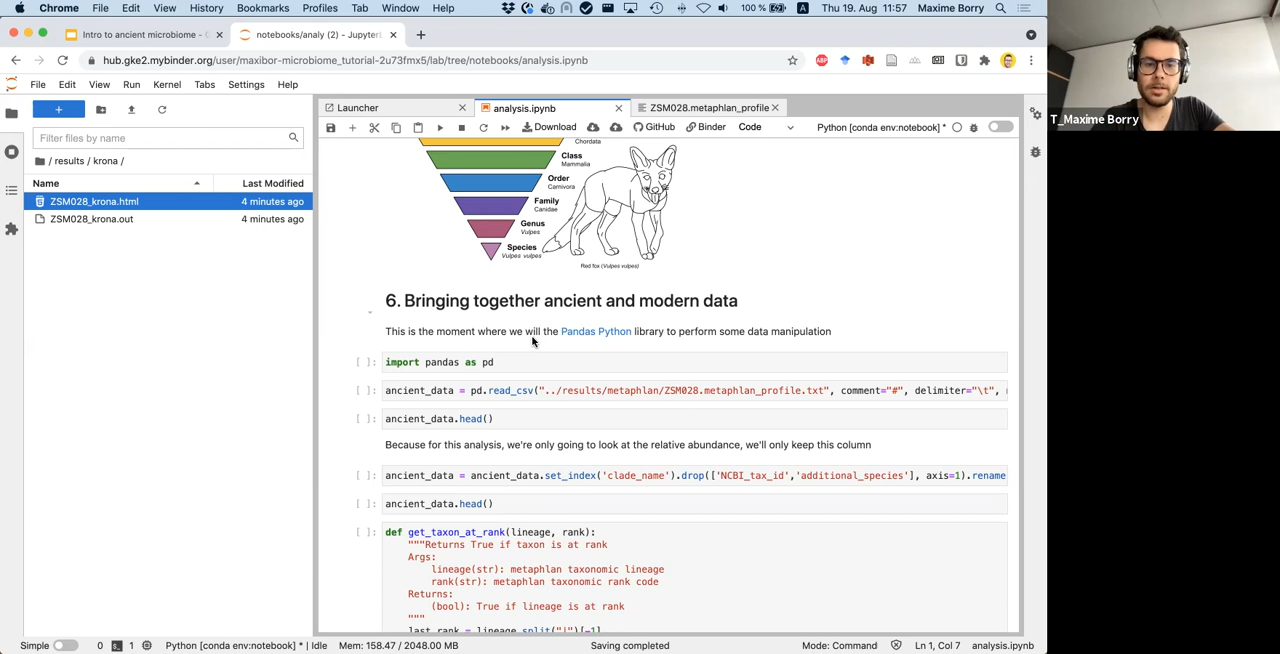 Chrome File Edit View History Bookmarks Profiles Tab Window Help 100 % A Thu 19. Aug 11:57 Maxime Borry
Intro to ancient microbiome - notebooks/analy (2) - Jupyter
hub.gke2.mybinder.org/user/maxibor-microbiome_tutorial-2u73fmx5/lab/tree/notebooks/analysis.ipynb
ABP
T_Maxime Borry
File Edit View Run Kernel Tabs Settings Help
Launcher analysis.ipynb ZSM028.metaphlan_profile
Download GitHub Binder Code Python [conda env:notebook] *
Filter files by name
/ results / krona /
Name Last Modified
ZSM028_krona.html 4 minutes ago
ZSM028_krona.out 4 minutes ago
Chordata
Class
Mammalia
Order
Carnivora
Family
Canidae
Genus
Vulpes
Species
Vulpes vulpes
Red fox (Vulpes vulpes)
6. Bringing together ancient and modern data
This is the moment where we will the Pandas Python library to perform some data manipulation
[ ]: import pandas as pd
[ ]: ancient_data = pd.read_csv("../results/metaphlan/ZSM028.metaphlan_profile.txt", comment="#", delimiter="\t",
[ ]: ancient_data.head()
Because for this analysis, we're only going to look at the relative abundance, we'll only keep this column
[ ]: ancient_data = ancient_data.set_index('clade_name').drop(['NCBI_tax_id','additional_species'], axis=1).rename
[ ]: ancient_data.head()
[ ]: def get_taxon_at_rank(lineage, rank):
"""Returns True if taxon is at rank
Args:
lineage(str): metaphlan taxonomic lineage
rank(str): metaphlan taxonomic rank code
Returns:
(bool): True if lineage is at rank
"""
last_rank = lineage.split("|")[-1]
Simple 0 1 Python [conda env:notebook] * | Idle Mem: 158.47 / 2048.00 MB Saving completed Mode: Command Ln 1, Col 7 analysis.ipynb